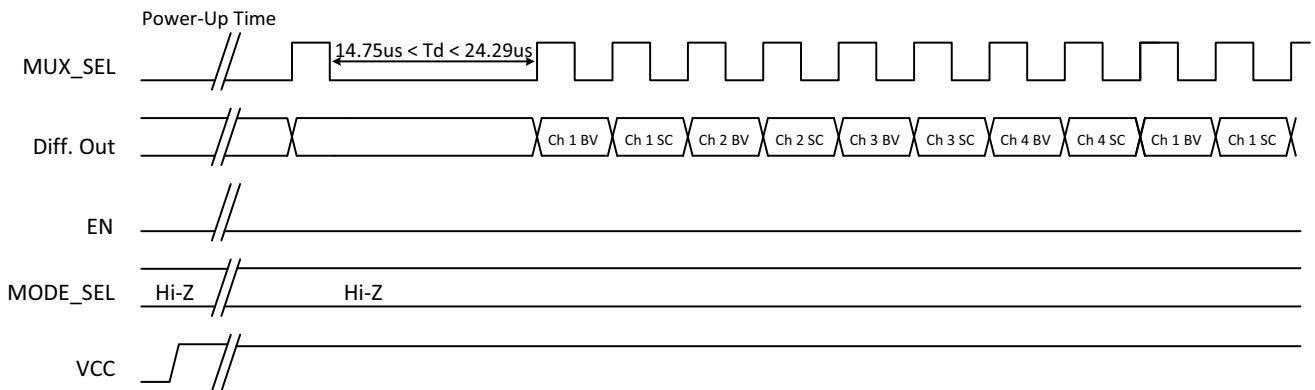 Power-Up Time
MUX_SEL
14.75us < Td < 24.29us
Diff. Out
Ch 1 BV Ch 1 SC Ch 2 BV Ch 2 SC Ch 3 BV Ch 3 SC Ch 4 BV Ch 4 SC Ch 1 BV Ch 1 SC
EN
MODE_SEL Hi-Z Hi-Z
VCC